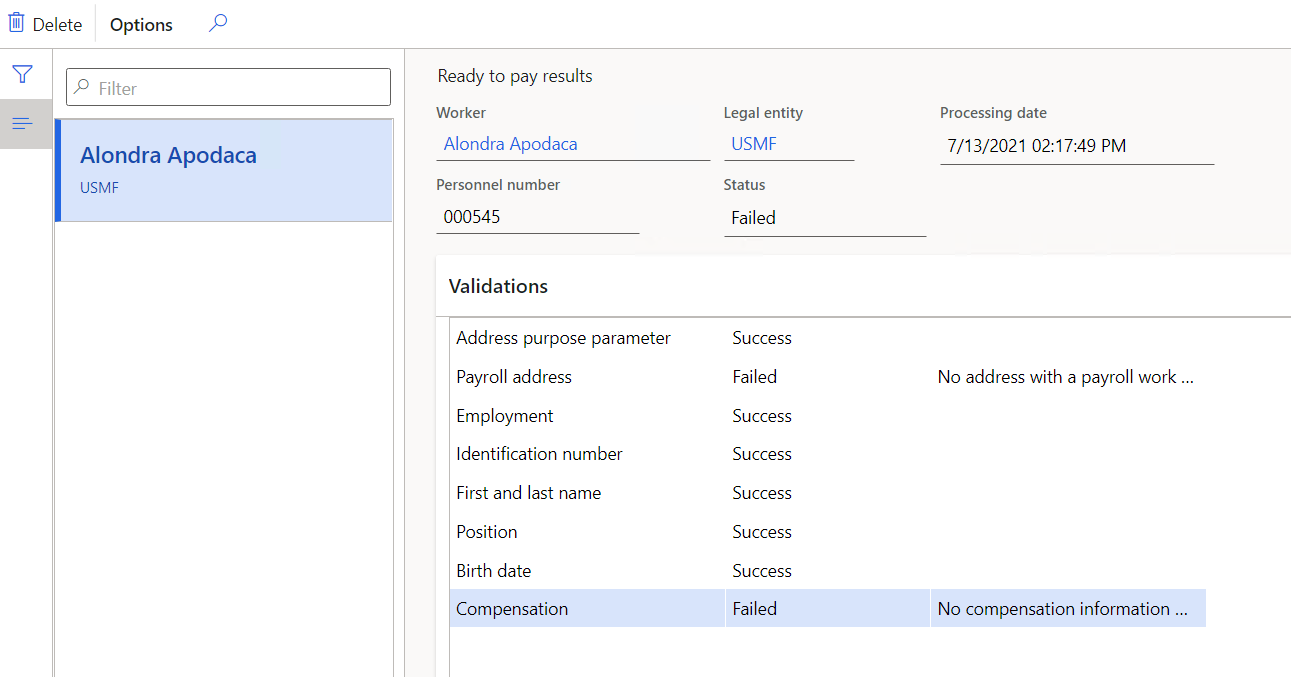 Delete Options
Filter
Alondra Apodaca
USMF
Ready to pay results
Worker Legal entity Processing date
Alondra Apodaca USMF 7/13/2021 02:17:49 PM
Personnel number Status
000545 Failed
Validations
Address purpose parameter Success
Payroll address Failed No address with a payroll work ...
Employment Success
Identification number Success
First and last name Success
Position Success
Birth date Success
Compensation Failed No compensation information ...